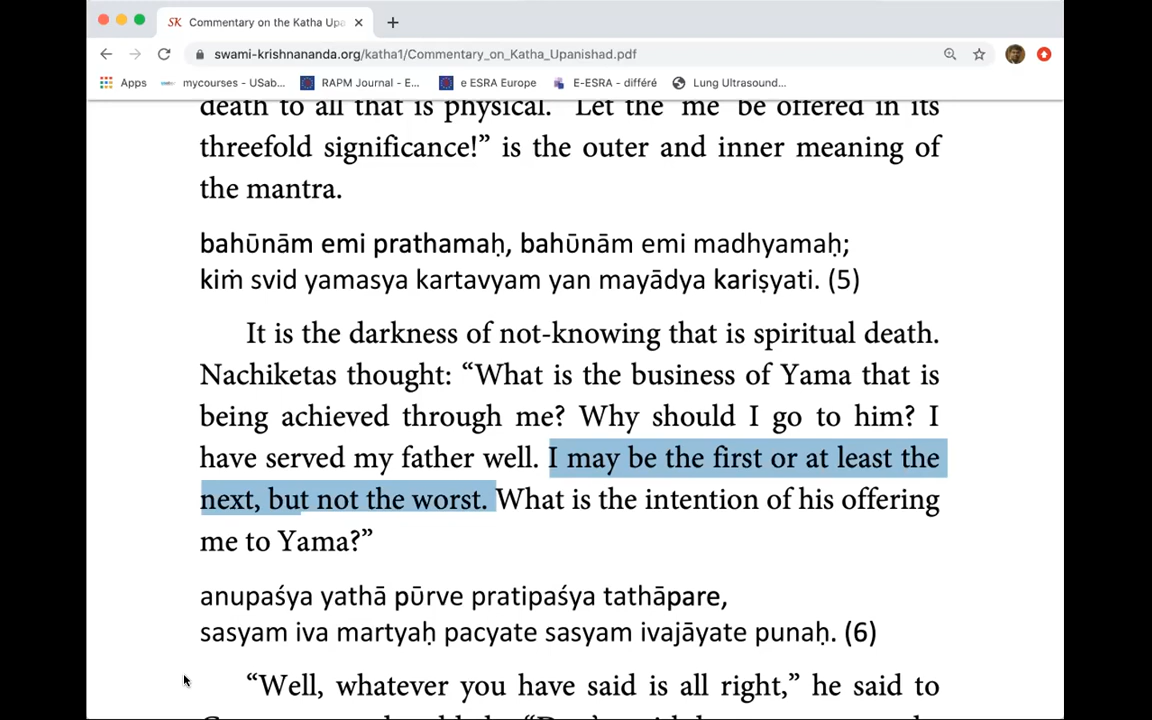 SK Commentary on the Katha Upa
swami-krishnananda.org/katha1/Commentary_on_Katha_Upanishad.pdf
Apps mycourses - USab... RAPM Journal - E... e ESRA Europe E-ESRA - différé Lung Ultrasound...
death to all that is physical. “Let the ‘me’ be offered in its
threefold significance!” is the outer and inner meaning of
the mantra.
bahūnām emi prathamaḥ, bahūnām emi madhyamaḥ;
kiṁ svid yamasya kartavyam yan mayādya kariṣyati. (5)
It is the darkness of not-knowing that is spiritual death.
Nachiketas thought: “What is the business of Yama that is
being achieved through me? Why should I go to him? I
have served my father well. I may be the first or at least the
next, but not the worst. What is the intention of his offering
me to Yama?”
anupaśya yathā pūrve pratipaśya tathāpare,
sasyam iva martyaḥ pacyate sasyam ivajāyate punaḥ. (6)
“Well, whatever you have said is all right,” he said to